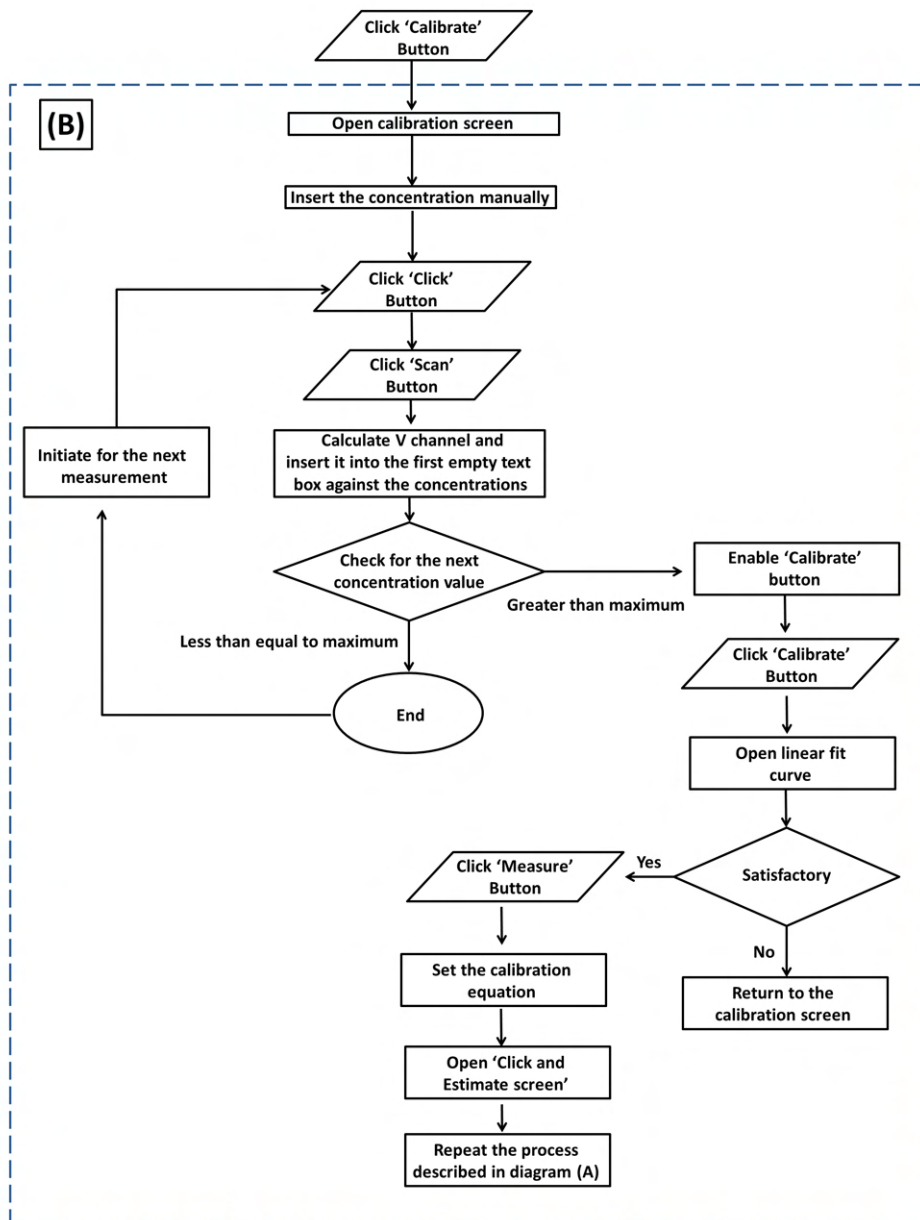 Click ‘Calibrate’
Button
(B)
Open calibration screen
Insert the concentration manually
Click ‘Click’
Button
Click ‘Scan’
Button
Initiate for the next
measurement
Calculate V channel and
insert it into the first empty text
box against the concentrations
Check for the next
concentration value
Greater than maximum
Less than equal to maximum
End
Enable ‘Calibrate’
button
Click ‘Calibrate’
Button
Open linear fit
curve
Satisfactory
Yes
No
Click ‘Measure’
Button
Set the calibration
equation
Return to the
calibration screen
Open ‘Click and
Estimate screen’
Repeat the process
described in diagram (A)